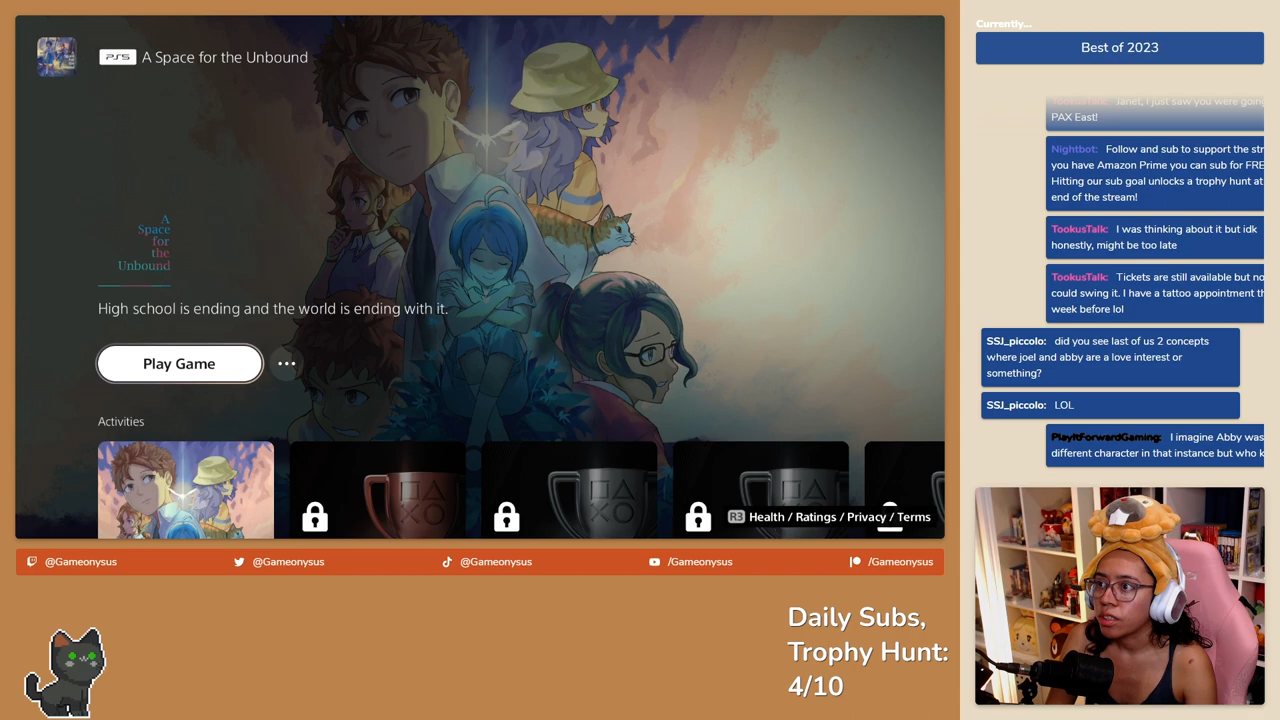 PS5 A Space for the Unbound
A
Space
for
the
Unbound
High school is ending and the world is ending with it.
Play Game
Activities
R3 Health / Ratings / Privacy / Terms
@Gameonysus
@Gameonysus
@Gameonysus
/Gameonysus
/Gameonysus
Daily Subs,
Trophy Hunt:
4/10
Currently...
Best of 2023
TookusTalk: Janet, I just saw you were going
PAX East!
Nightbot: Follow and sub to support the str
you have Amazon Prime you can sub for FRE
Hitting our sub goal unlocks a trophy hunt at
end of the stream!
TookusTalk: I was thinking about it but idk
honestly, might be too late
TookusTalk: Tickets are still available but no
could swing it. I have a tattoo appointment th
week before lol
SSJ_piccolo: did you see last of us 2 concepts
where joel and abby are a love interest or
something?
SSJ_piccolo: LOL
PlayItForwardGaming: I imagine Abby was
different character in that instance but who k